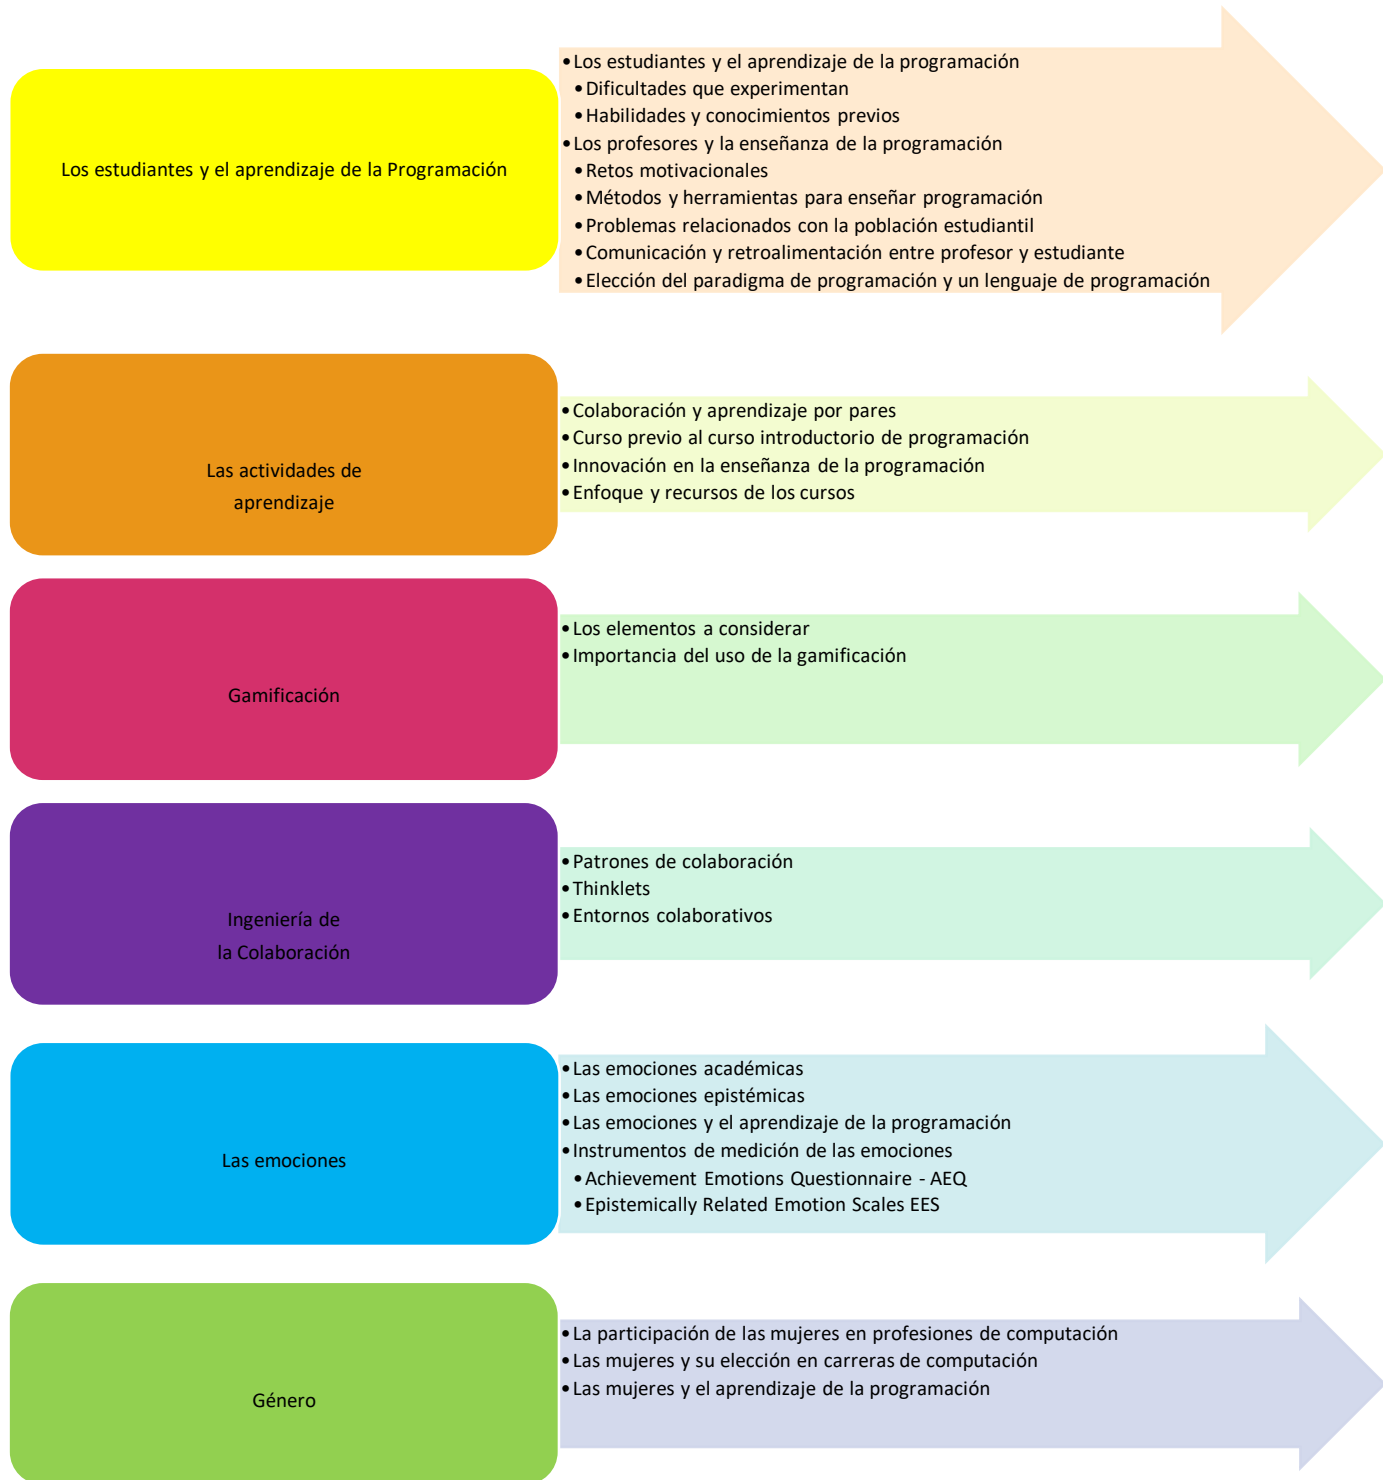 Los estudiantes y el aprendizaje de la Programación
•Los estudiantes y el aprendizaje de la programación
•Dificultades que experimentan
•Habilidades y conocimientos previos
•Los profesores y la enseñanza de la programación
•Retos motivacionales
•Métodos y herramientas para enseñar programación
•Problemas relacionados con la población estudiantil
•Comunicación y retroalimentación entre profesor y estudiante
•Elección del paradigma de programación y un lenguaje de programación
Las actividades de
aprendizaje
•Colaboración y aprendizaje por pares
•Curso previo al curso introductorio de programación
•Innovación en la enseñanza de la programación
•Enfoque y recursos de los cursos
Gamificación
•Los elementos a considerar
•Importancia del uso de la gamificación
Ingeniería de
la Colaboración
•Patrones de colaboración
•Thinklets
•Entornos colaborativos
Las emociones
•Las emociones académicas
•Las emociones epistémicas
•Las emociones y el aprendizaje de la programación
•Instrumentos de medición de las emociones
•Achievement Emotions Questionnaire - AEQ
•Epistemically Related Emotion Scales EES
Género
•La participación de las mujeres en profesiones de computación
•Las mujeres y su elección en carreras de computación
•Las mujeres y el aprendizaje de la programación